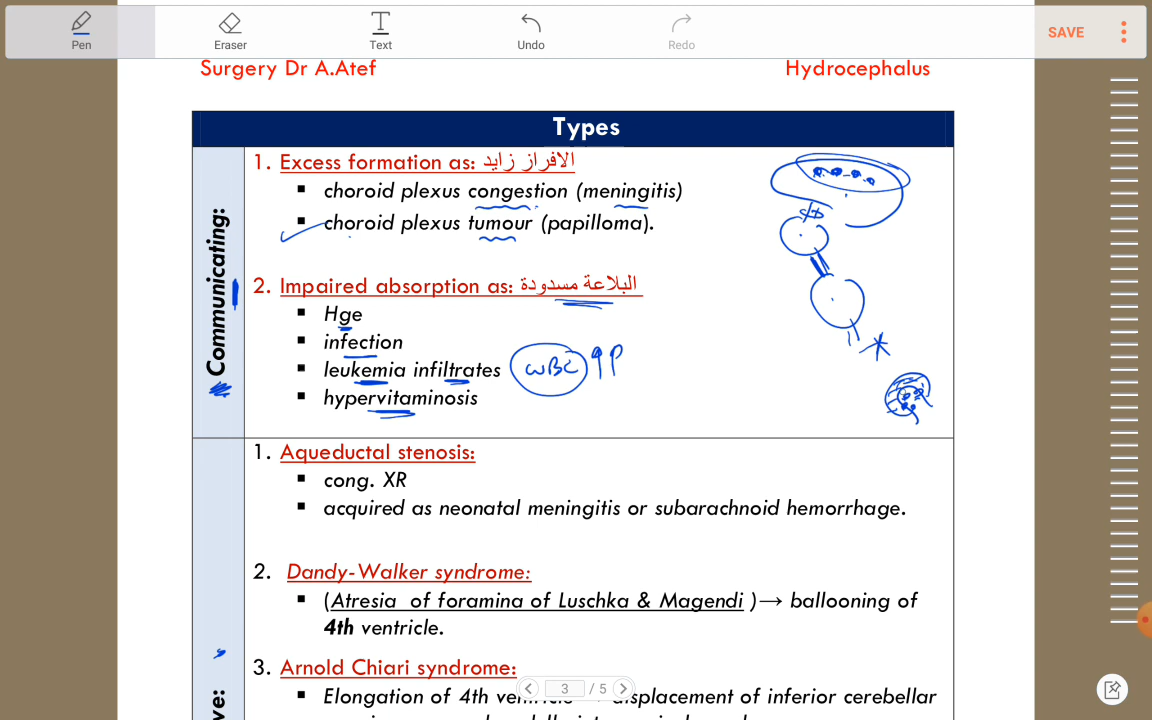 Pen
Eraser
Text
Undo
Redo
SAVE
Surgery Dr A.Atef
Hydrocephalus
Types
Communicating:
1. Excess formation as: الافراز زايد
▪ choroid plexus congestion (meningitis)
▪ choroid plexus tumour (papilloma).
2. Impaired absorption as: البلاعة مسدودة
▪ Hge
▪ infection
▪ leukemia infiltrates
WBC
▪ hypervitaminosis
1. Aqueductal stenosis:
▪ cong. XR
▪ acquired as neonatal meningitis or subarachnoid hemorrhage.
2. Dandy-Walker syndrome:
▪ (Atresia of foramina of Luschka & Magendi )→ ballooning of
4th ventricle.
ve:
3. Arnold Chiari syndrome:
▪ Elongation of 4th displacement of inferior cerebellar
3 / 5